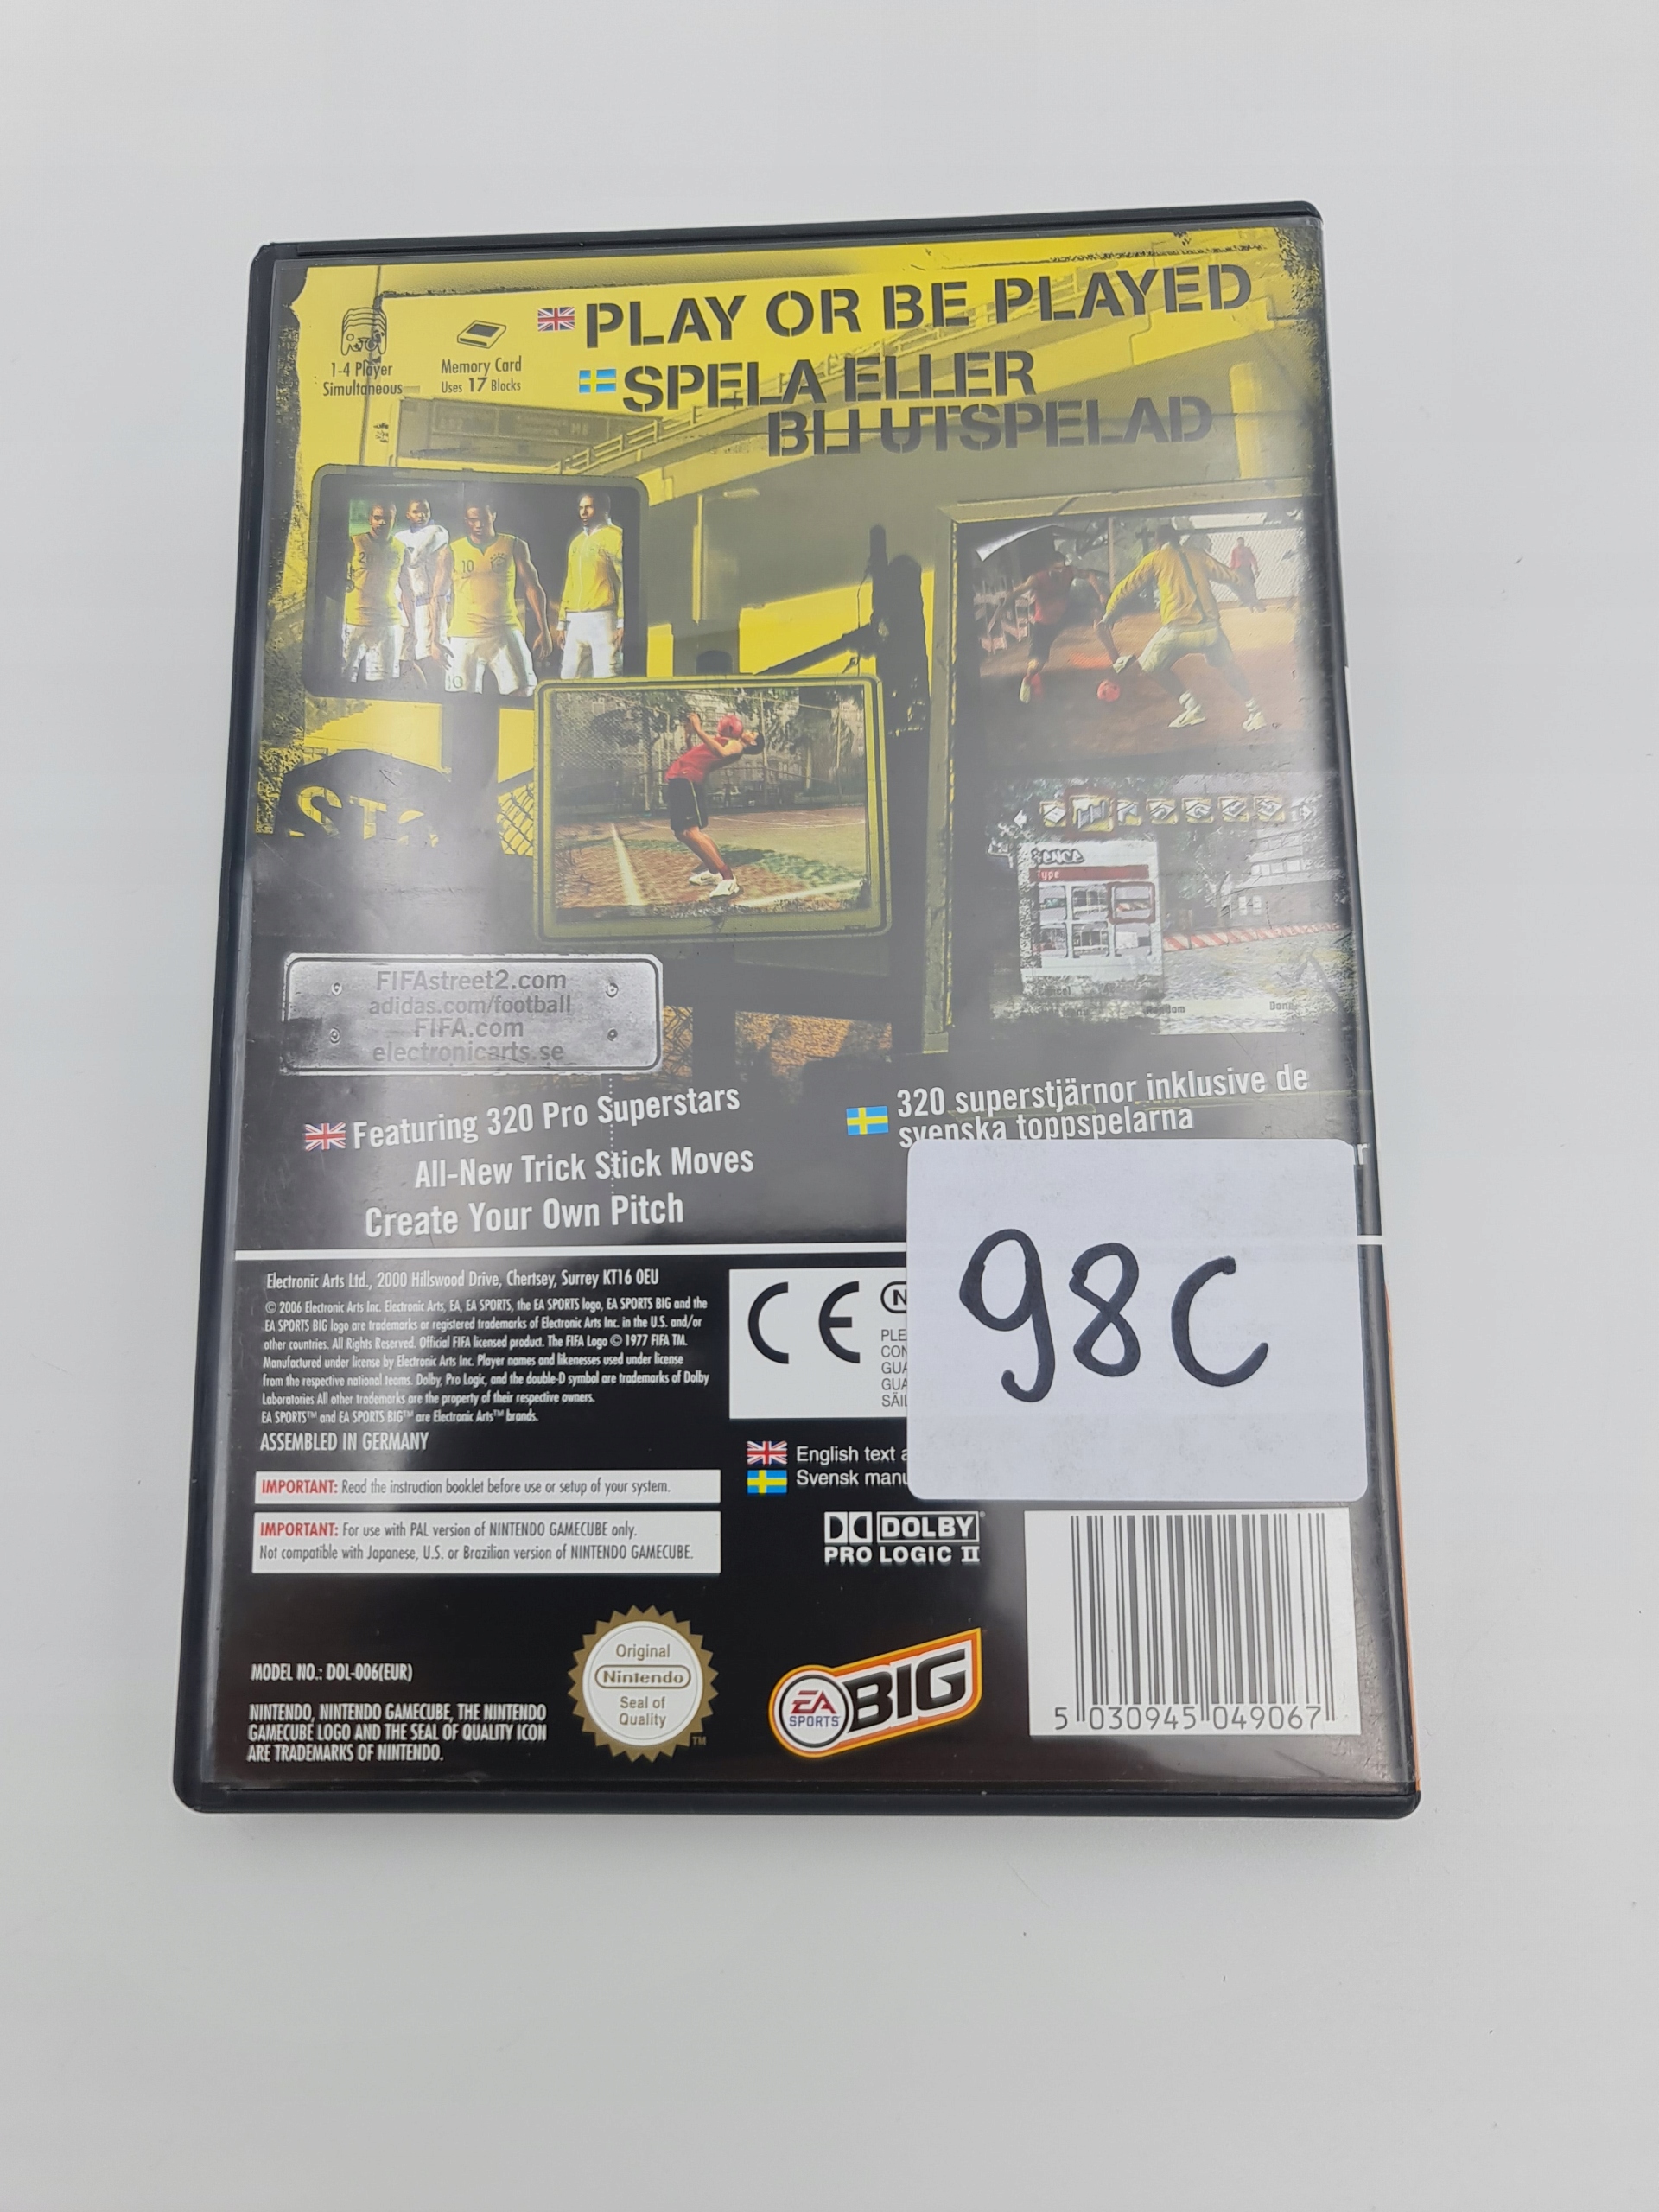 PLAY OR BE PLAYED
SPELA ELLER
BLI UTSPELAD
1-4 Player
Simultaneous
Memory Card
Uses 17 Blocks
10
Fence
Type
Random
FIFAstreet2.com
adidas.com/football
FIFA.com
electronicarts.se
Featuring 320 Pro Superstars
All-New Trick Stick Moves
Create Your Own Pitch
320 superstjärnor inklusive de
svenska toppspelarna
98C
Electronic Arts Ltd., 2000 Hillswood Drive, Chertsey, Surrey KT16 0EU
© 2006 Electronic Arts Inc. Electronic Arts, EA, EA SPORTS, the EA SPORTS logo, EA SPORTS BIG and the
EA SPORTS BIG logo are trademarks or registered trademarks of Electronic Arts Inc. in the U.S. and/or
other countries. All Rights Reserved. Official FIFA licensed product. The FIFA Logo © 1977 FIFA TM.
Manufactured under license by Electronic Arts Inc. Player names and likenesses used under license
from the respective national teams. Dolby, Pro Logic, and the double-D symbol are trademarks of Dolby
Laboratories All other trademarks are the property of their respective owners.
EA SPORTS™ and EA SPORTS BIG™ are Electronic Arts™ brands.
ASSEMBLED IN GERMANY
CE
English text
Svensk
IMPORTANT: Read the instruction booklet before use or setup of your system.
IMPORTANT: For use with PAL version of NINTENDO GAMECUBE only.
Not compatible with Japanese, U.S. or Brazilian version of NINTENDO GAMECUBE.
DOLBY
PRO LOGIC II
MODEL NO.: DOL-006(EUR)
NINTENDO, NINTENDO GAMECUBE, THE NINTENDO
GAMECUBE LOGO AND THE SEAL OF QUALITY ICON
ARE TRADEMARKS OF NINTENDO.
Original
Nintendo
Seal of
Quality
TM
EA
SPORTS
BIG
5 030945 049067